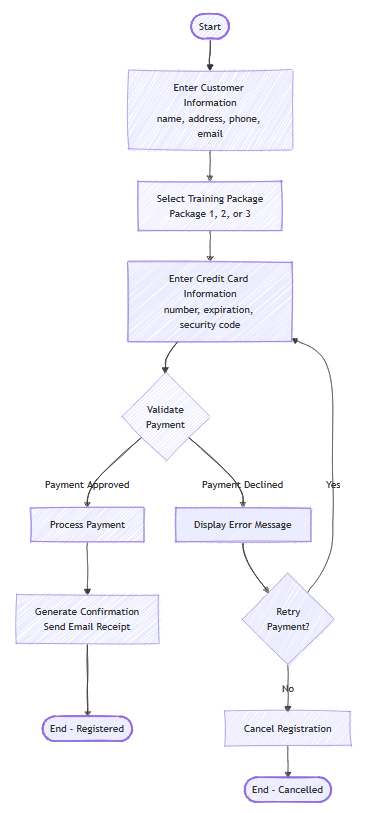 Start
Enter Customer
Information
name, address, phone,
email
Select Training Package
Package 1, 2, or 3
Enter Credit Card
Information
number, expiration,
security code
Validate
Payment
Payment Approved
Payment Declined
Yes
Process Payment
Display Error Message
Generate Confirmation
Send Email Receipt
Retry
Payment?
No
End - Registered
Cancel Registration
End - Cancelled